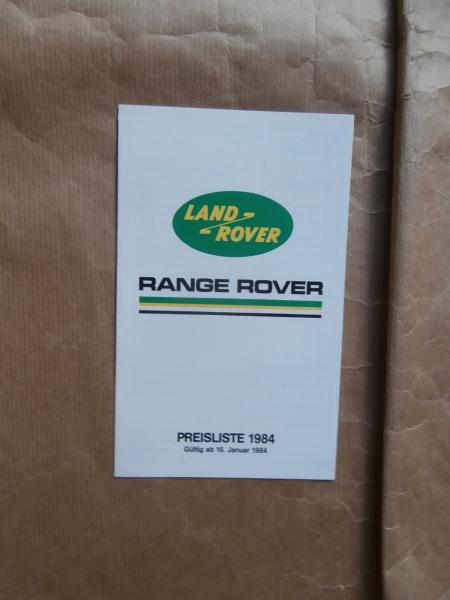 LAND
ROVER
RANGE ROVER
PREISLISTE 1984
Gültig ab 16. Januar 1984